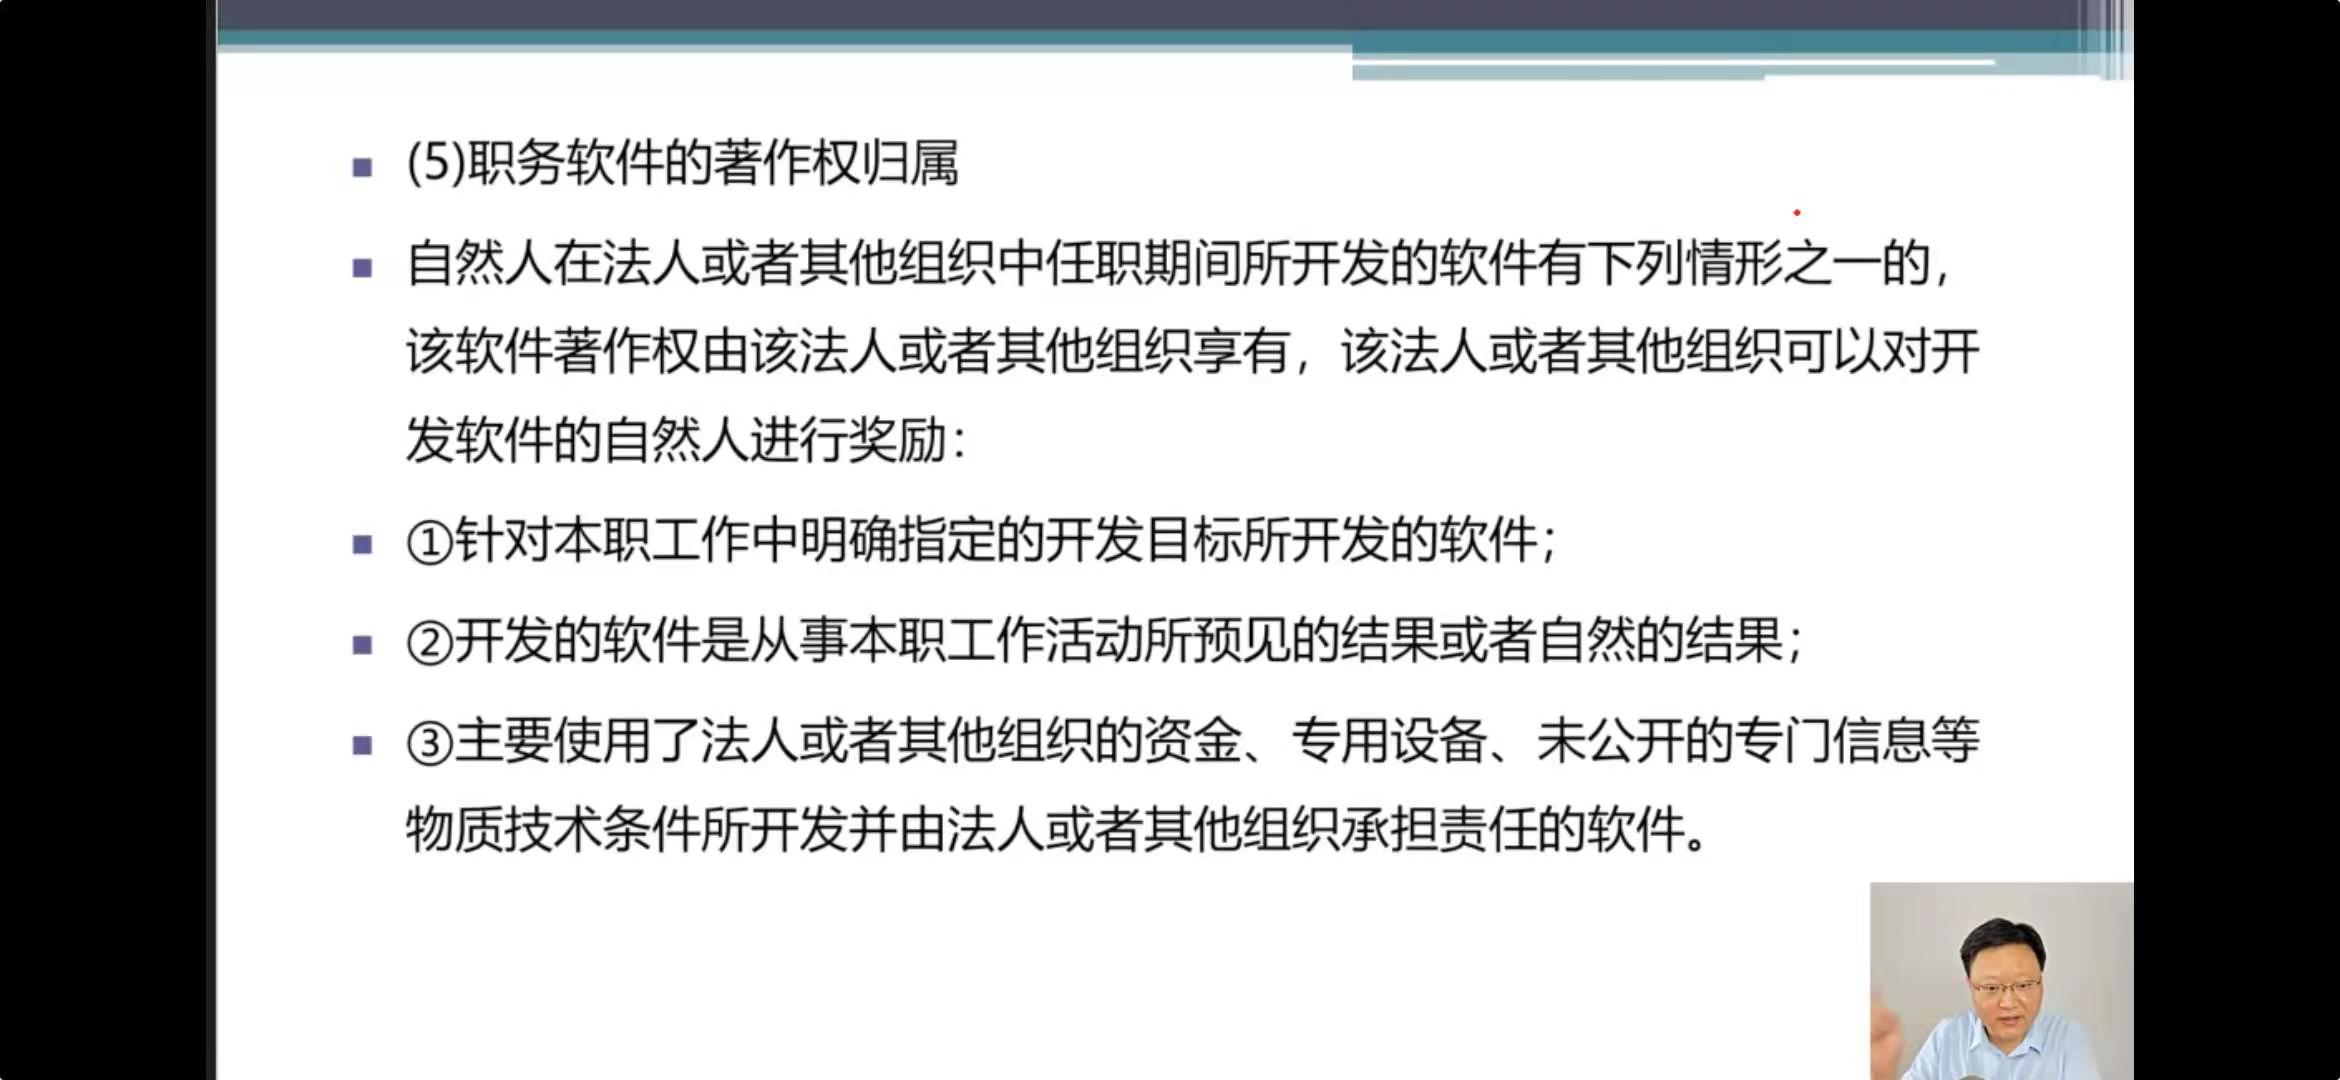 (5)职务软件的著作权归属
自然人在法人或者其他组织中任职期间所开发的软件有下列情形之一的，
该软件著作权由该法人或者其他组织享有，该法人或者其他组织可以对开
发软件的自然人进行奖励：
①针对本职工作中明确指定的开发目标所开发的软件；
②开发的软件是从事本职工作活动所预见的结果或者自然的结果；
③主要使用了法人或者其他组织的资金、专用设备、未公开的专门信息等
物质技术条件所开发并由法人或者其他组织承担责任的软件。